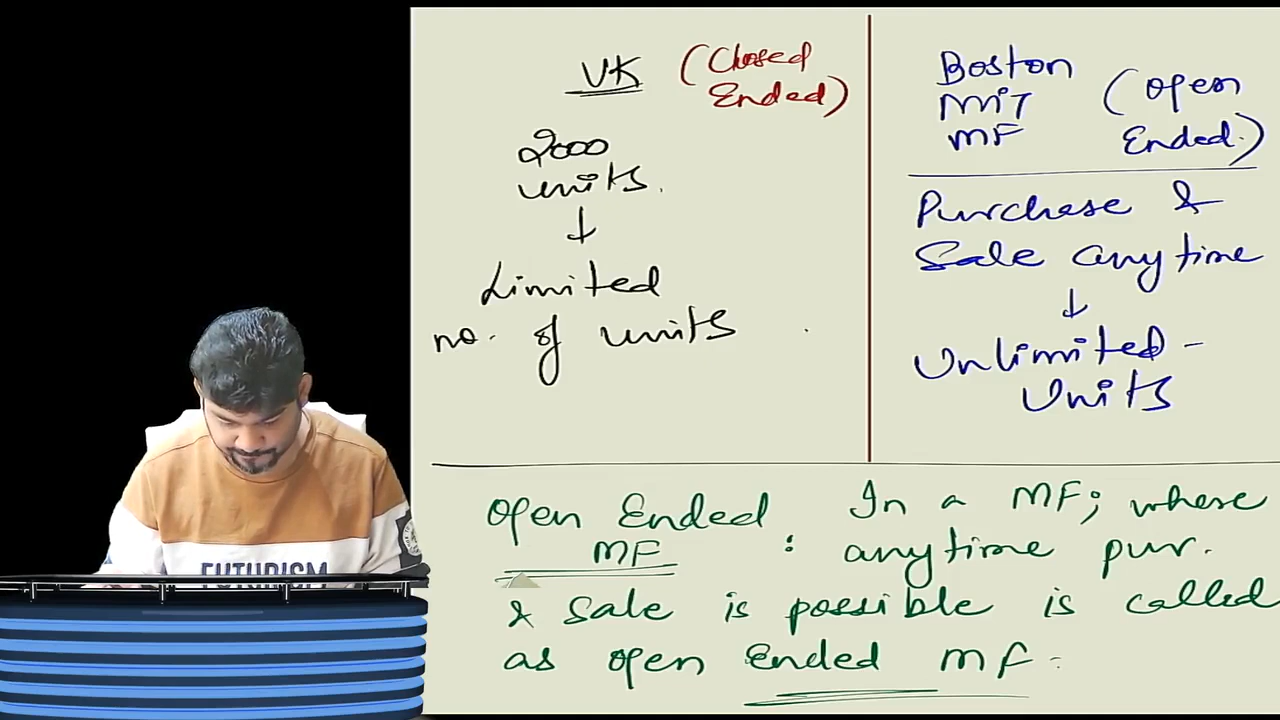 VK (Closed
Ended)
2000
units.
↓
Limited
no. of units
Boston
MIT (Open
MF Ended.)
Purchase &
Sale anytime
↓
Unlimited -
Units
Open Ended : In a MF; where
MF anytime pur.
& Sale is possible is called
as open Ended MF.
FUTURISM